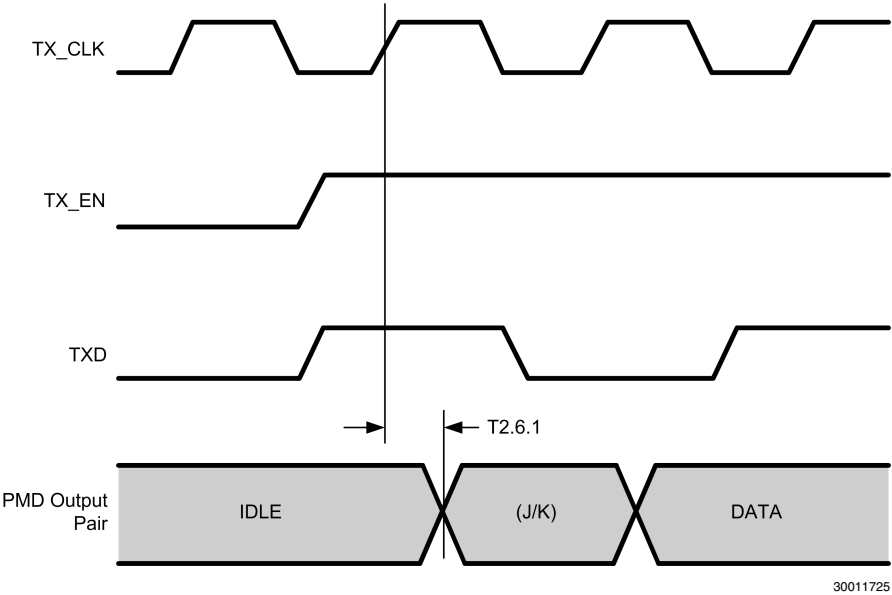 TX_CLK
TX_EN
TXD
T2.6.1
PMD Output
Pair
IDLE
(J/K)
DATA
30011725